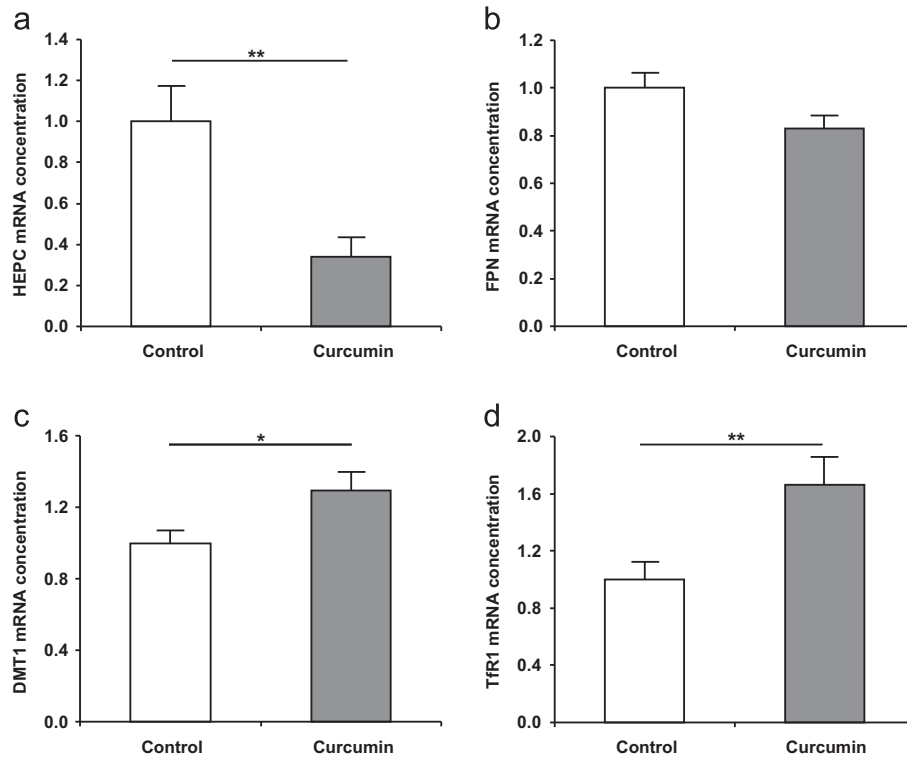 a
HEPC mRNA concentration
1.4
1.2
1.0
0.8
0.6
0.4
0.2
0.0
**
Control Curcumin
b
FPN mRNA concentration
1.2
1.0
0.8
0.6
0.4
0.2
0.0
Control Curcumin
c
DMT1 mRNA concentration
1.6
1.2
0.8
0.4
0.0
*
Control Curcumin
d
TfR1 mRNA concentration
2.0
1.6
1.2
0.8
0.4
0.0
**
Control Curcumin